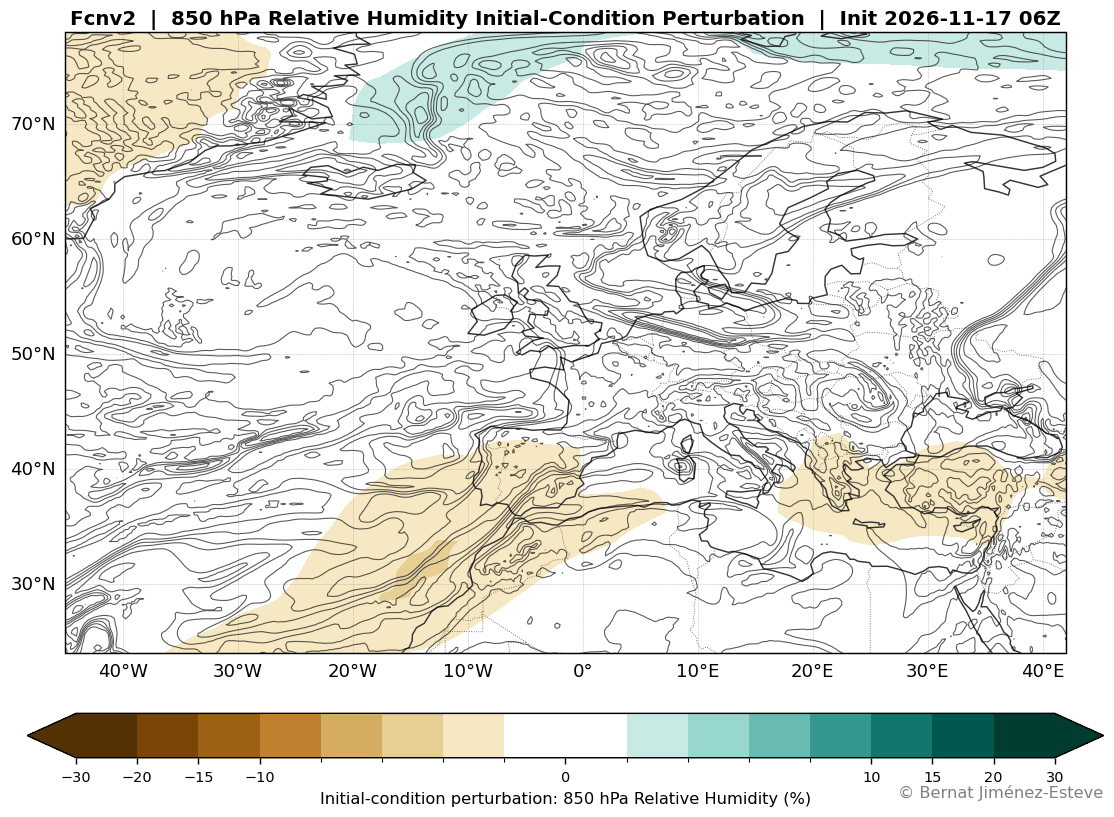 Fcnv2 | 850 hPa Relative Humidity Initial-Condition Perturbation | Init 2026-11-17 06Z
70°N
60°N
50°N
40°N
30°N
40°W 30°W 20°W 10°W 0° 10°E 20°E 30°E 40°E
−30 −20 −15 −10 0 10 15 20 30
Initial-condition perturbation: 850 hPa Relative Humidity (%)
© Bernat Jiménez-Esteve